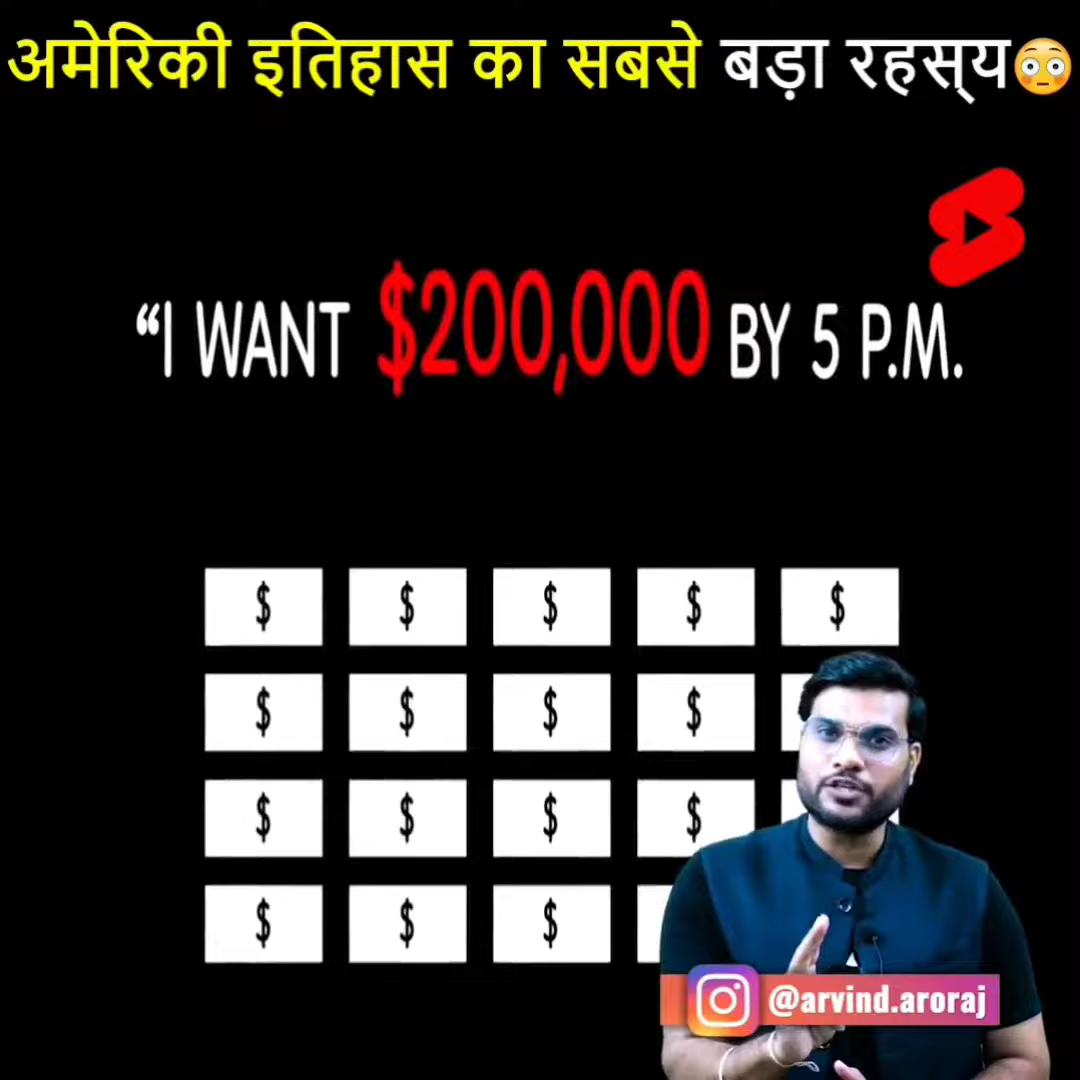 अमेरिकी इतिहास का सबसे बड़ा रहस्य😳
“I WANT $200,000 BY 5 P.M.
$ $ $ $ $
$ $ $ $
$ $ $ $
$ $ $
@arvind.aroraj